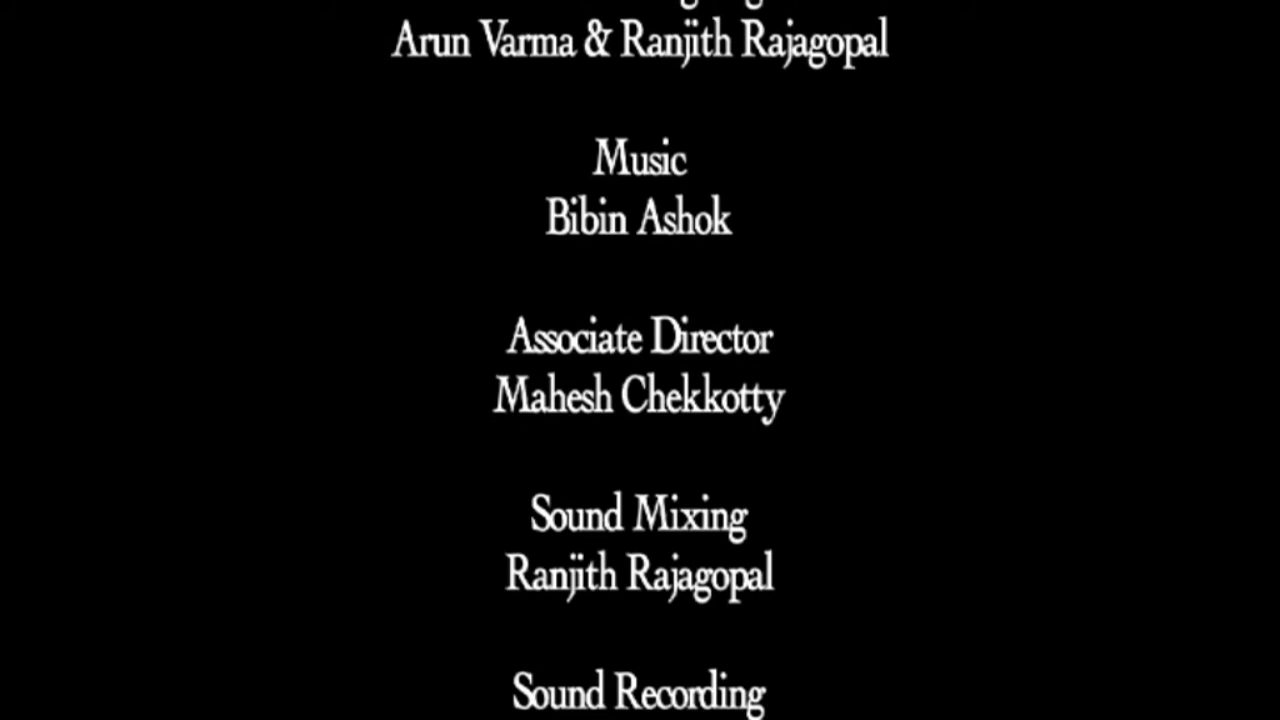 Arun Varma & Ranjith Rajagopal
Music
Bibin Ashok
Associate Director
Mahesh Chekkotty
Sound Mixing
Ranjith Rajagopal
Sound Recording